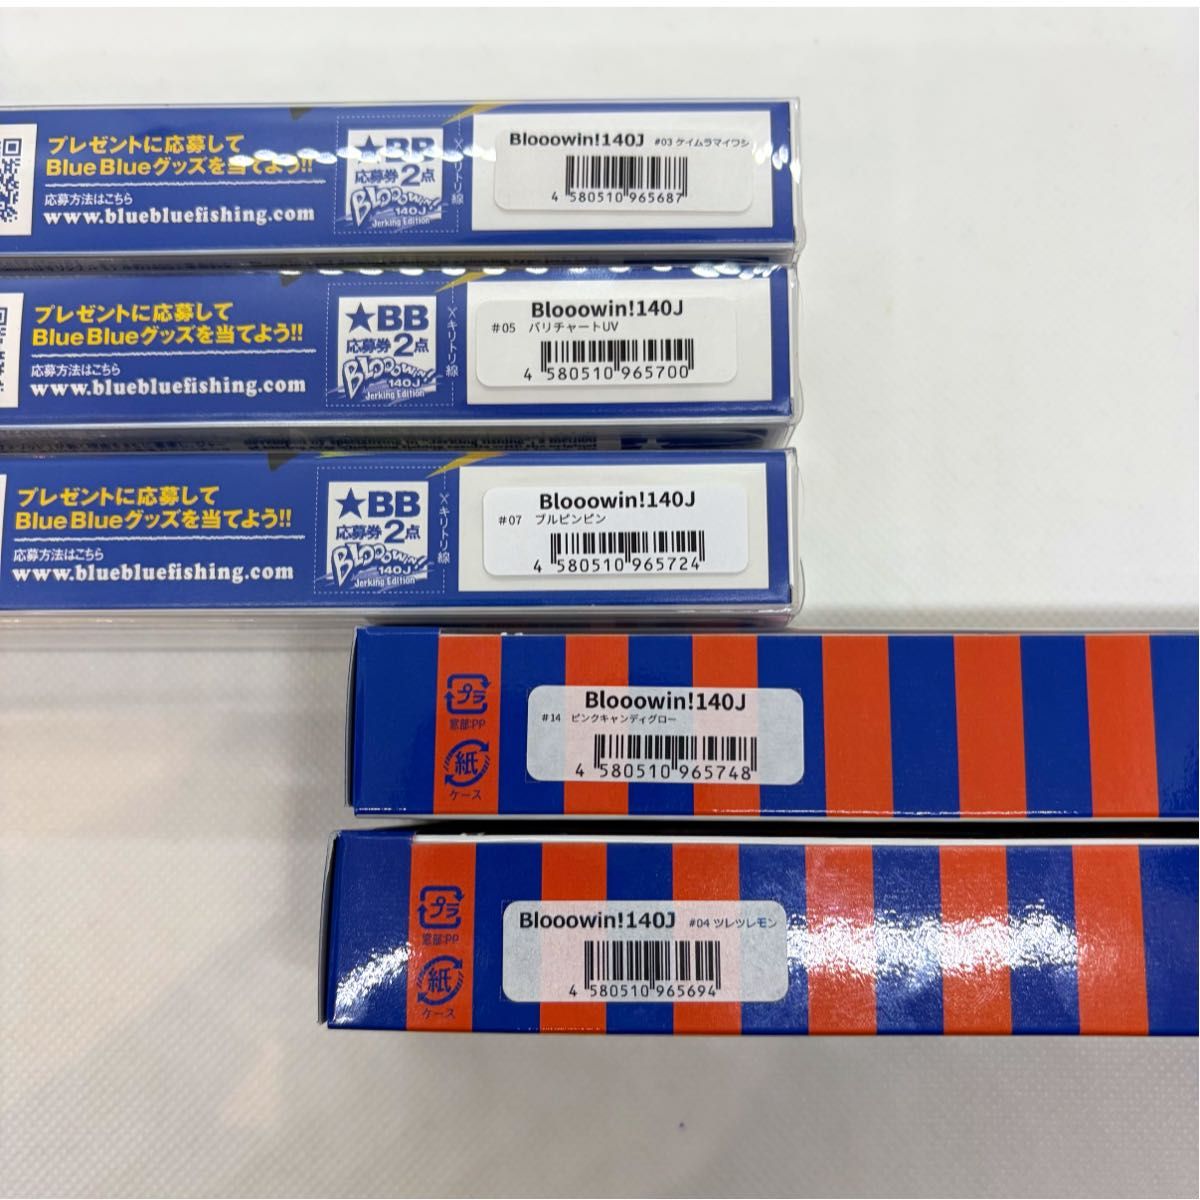 プレゼントに応募して
Blue Blueグッズを当てよう!!
応募方法はこちら
www.bluebluefishing.com
★BB
応募券2点
Blooowin!
140J
Jerking Edition
キリトリ線
Blooowin!140J #03 ケイムラマイワシ
4 580510 965687
プレゼントに応募して
Blue Blueグッズを当てよう!!
応募方法はこちら
www.bluebluefishing.com
★BB
応募券2点
Blooowin!
140J
Jerking Edition
キリトリ線
Blooowin!140J
#05 バリチャートUV
4 580510 965700
プレゼントに応募して
Blue Blueグッズを当てよう!!
応募方法はこちら
www.bluebluefishing.com
★BB
応募券2点
Blooowin!
140J
Jerking Edition
キリトリ線
Blooowin!140J
#07 ブルピンピン
4 580510 965724
プラ
窓部:PP
紙
ケース
Blooowin!140J
#14 ピンクキャンディグロー
4 580510 965748
プラ
窓部:PP
紙
ケース
Blooowin!140J #04 ツレツレモン
4 580510 965694